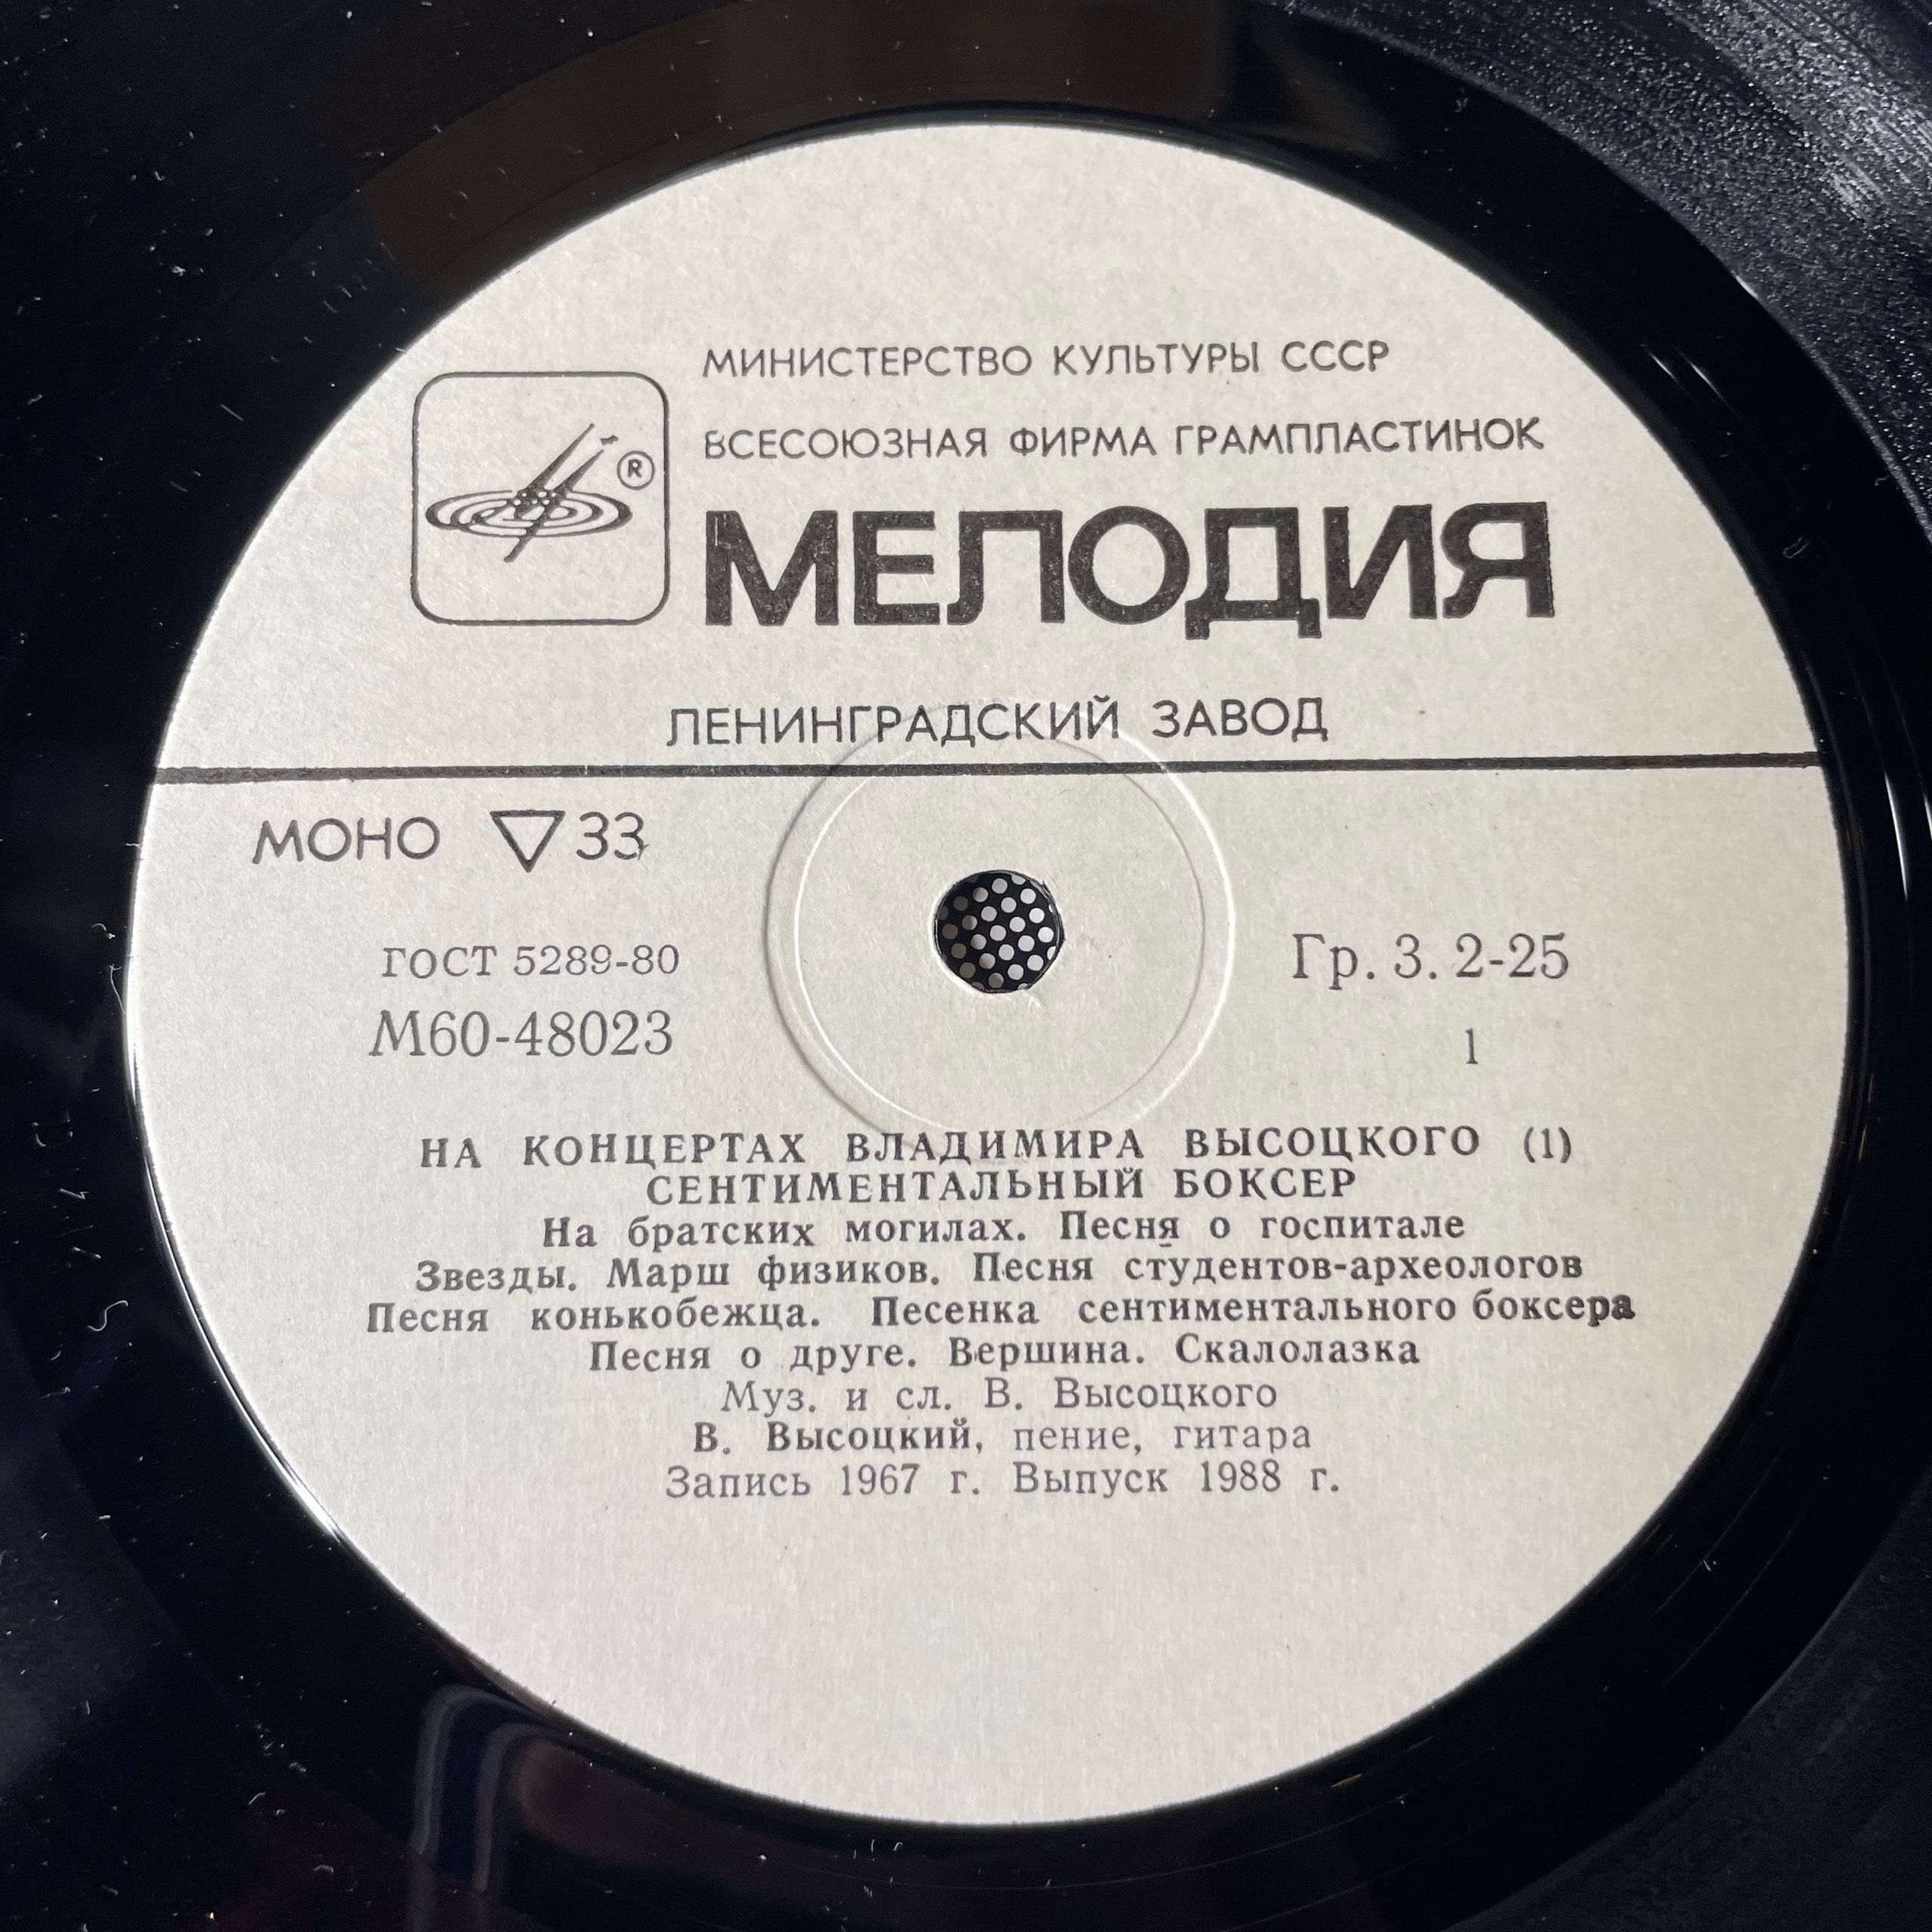 МИНИСТЕРСТВО КУЛЬТУРЫ СССР
ВСЕСОЮЗНАЯ ФИРМА ГРАМПЛАСТИНОК
®
МЕЛОДИЯ
ЛЕНИНГРАДСКИЙ ЗАВОД
МОНО ▽ 33
ГОСТ 5289-80
Гр. 3. 2-25
М60-48023
1
НА КОНЦЕРТАХ ВЛАДИМИРА ВЫСОЦКОГО (1)
СЕНТИМЕНТАЛЬНЫЙ БОКСЕР
На братских могилах. Песня о госпитале
Звезды. Марш физиков. Песня студентов-археологов
Песня конькобежца. Песенка сентиментального боксера
Песня о друге. Вершина. Скалолазка
Муз. и сл. В. Высоцкого
В. Высоцкий, пение, гитара
Запись 1967 г. Выпуск 1988 г.